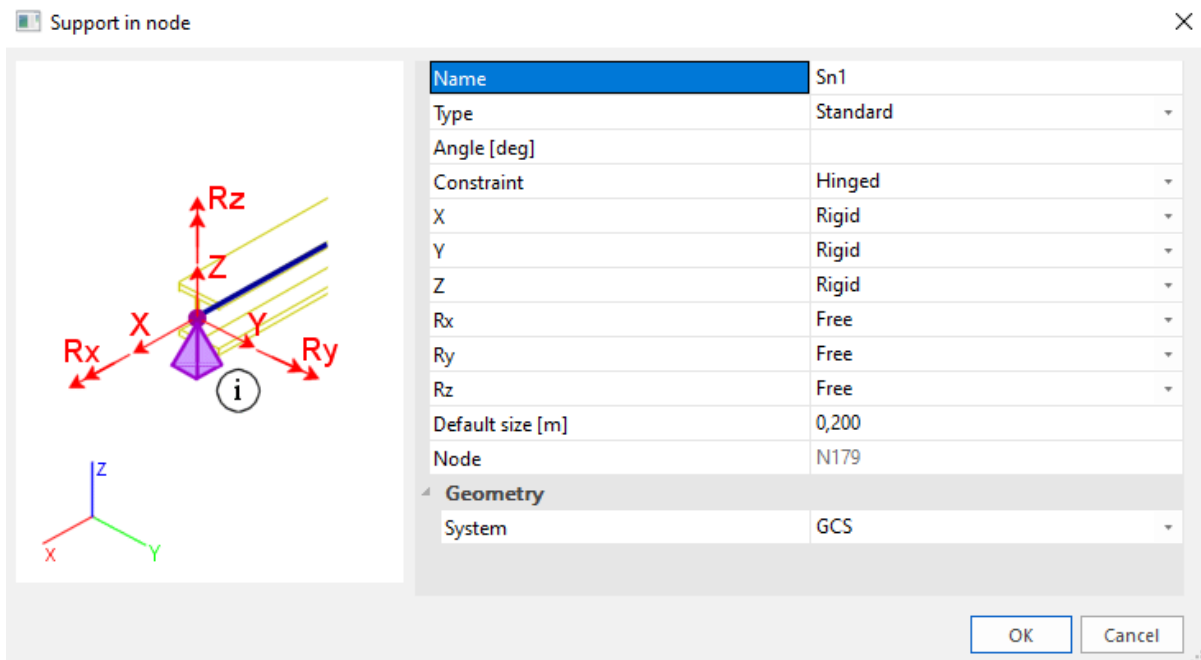 Support in node
Name Sn1
Type Standard
Angle [deg]
Constraint Hinged
X Rigid
Y Rigid
Z Rigid
Rx Free
Ry Free
Rz Free
Default size [m] 0,200
Node N179
Geometry
System GCS
Rz
Z
X
Y
Rx
Ry
i
Z
X
Y
OK Cancel